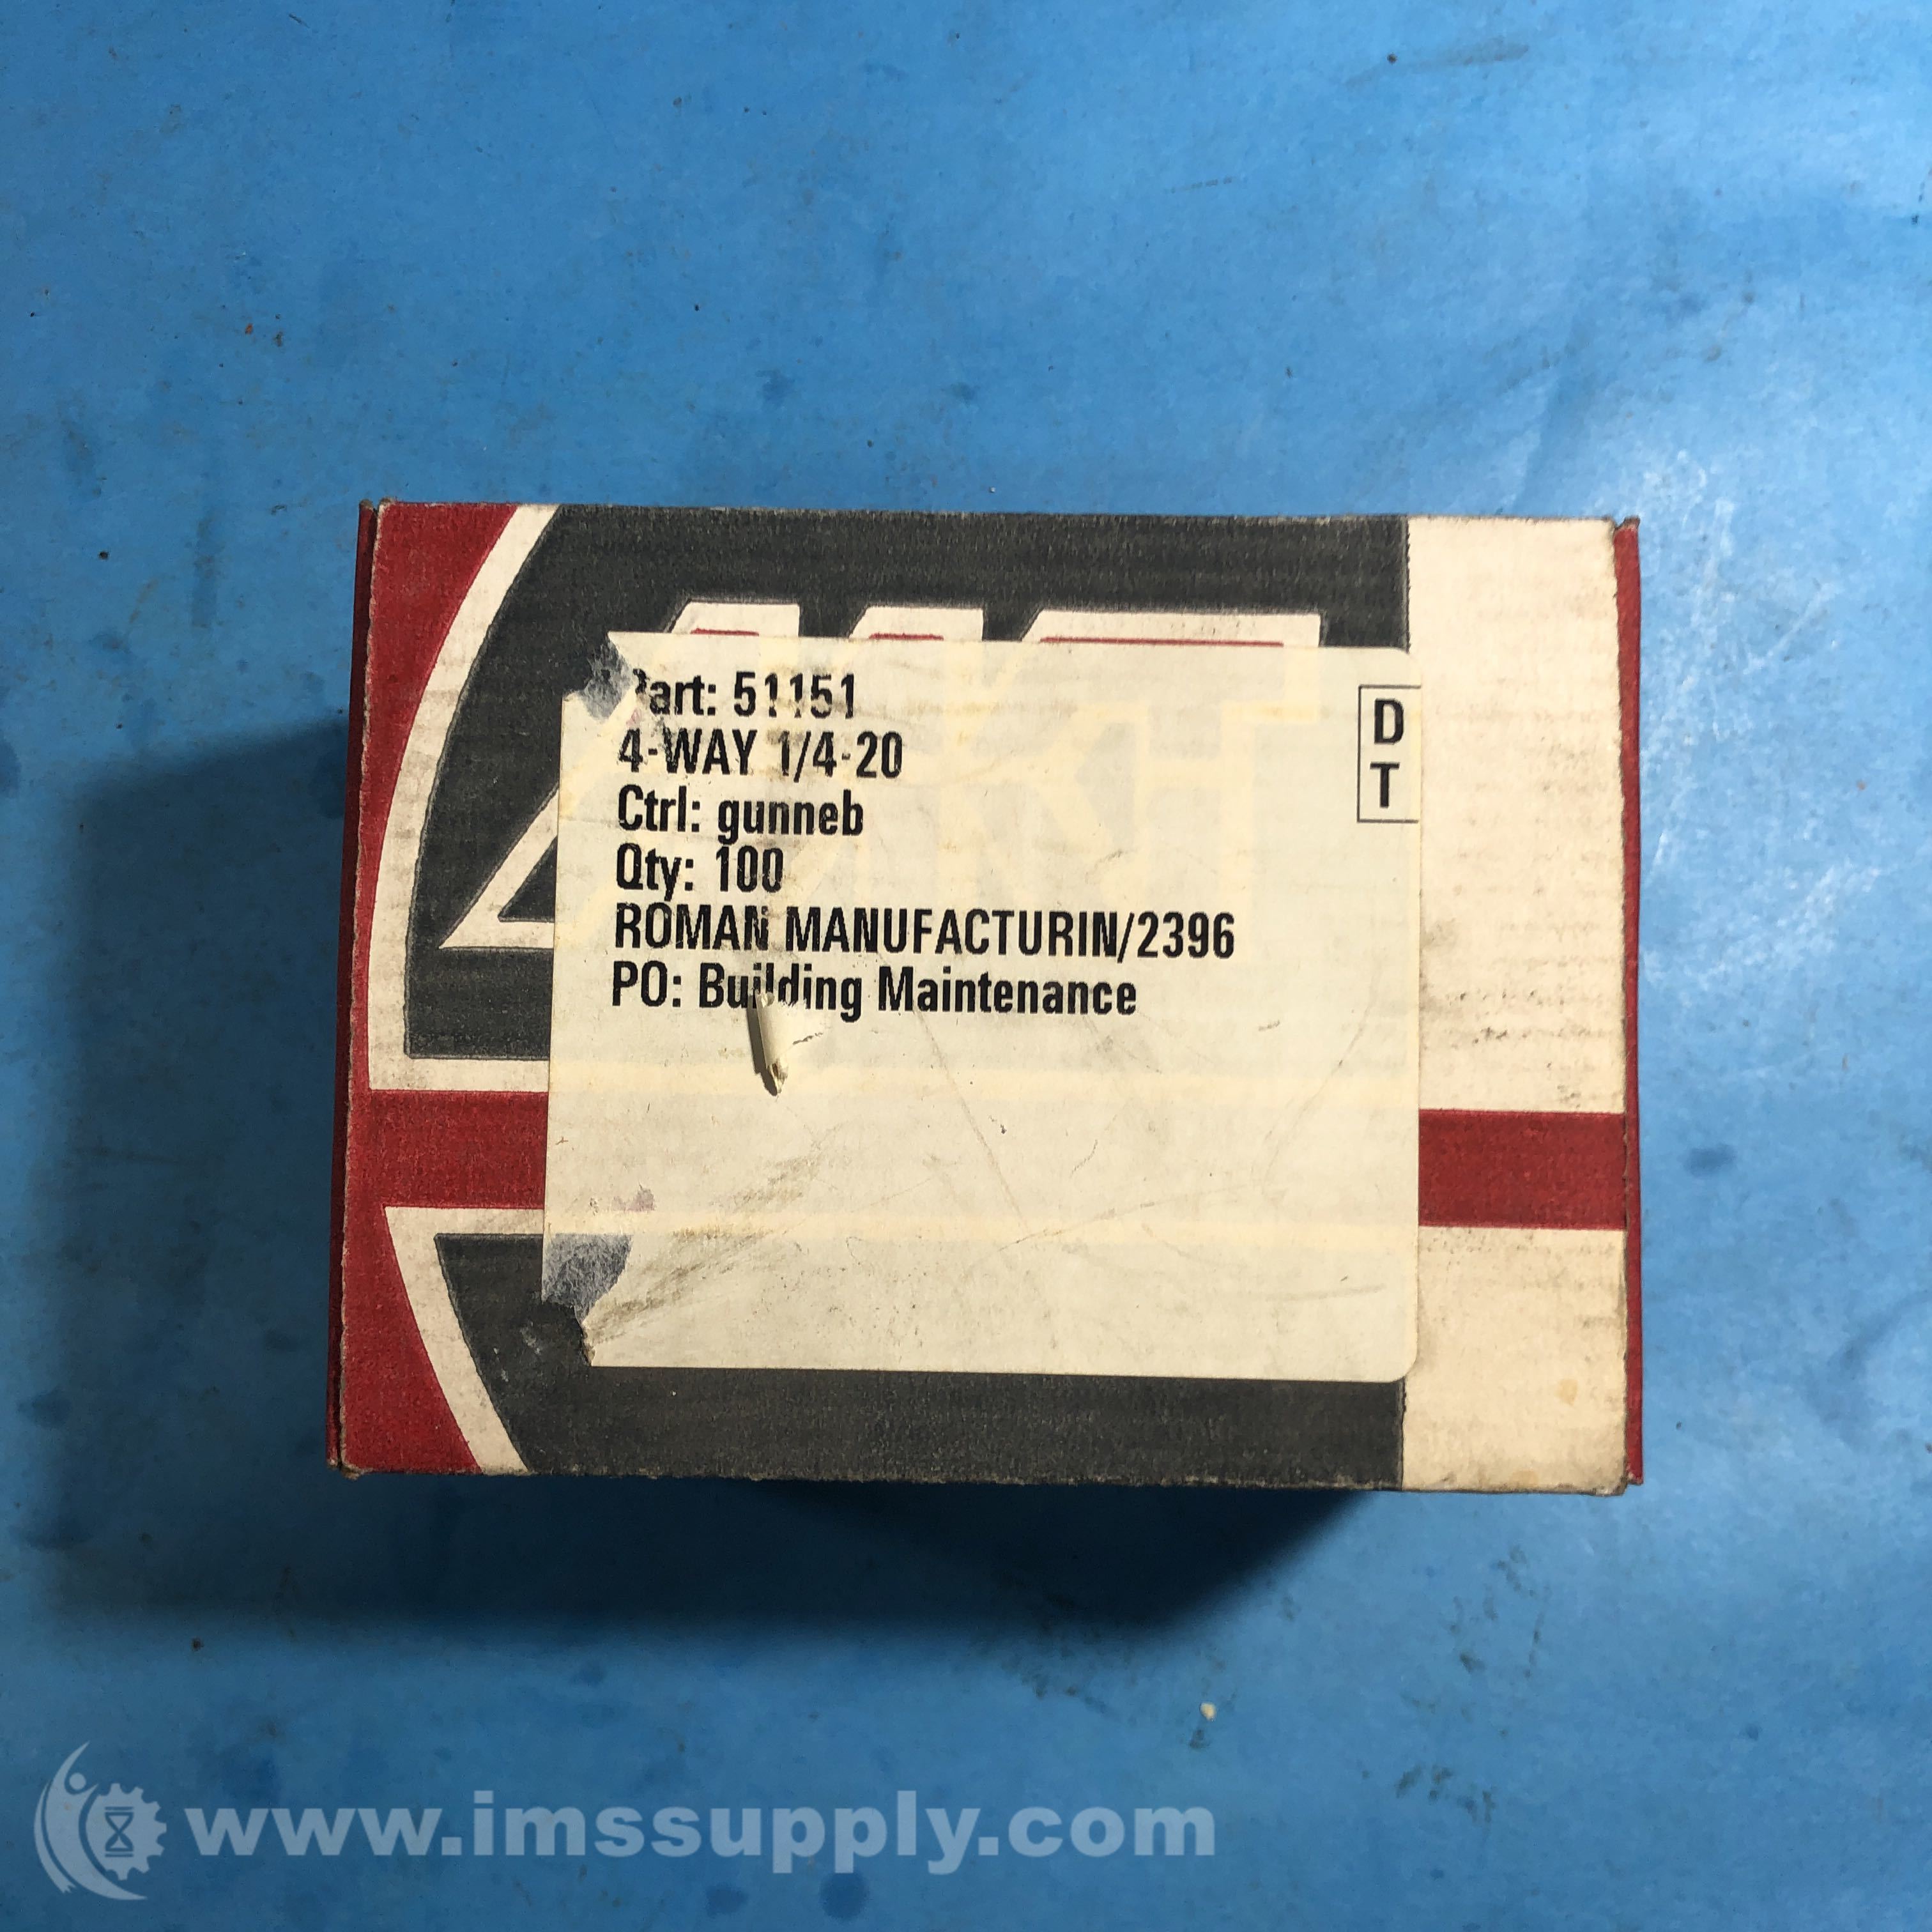 Part: 51151
4-WAY 1/4-20
Ctrl: gunneb
Qty: 100
ROMAN MANUFACTURIN/2396
PO: Building Maintenance
D
T
www.imssupply.com